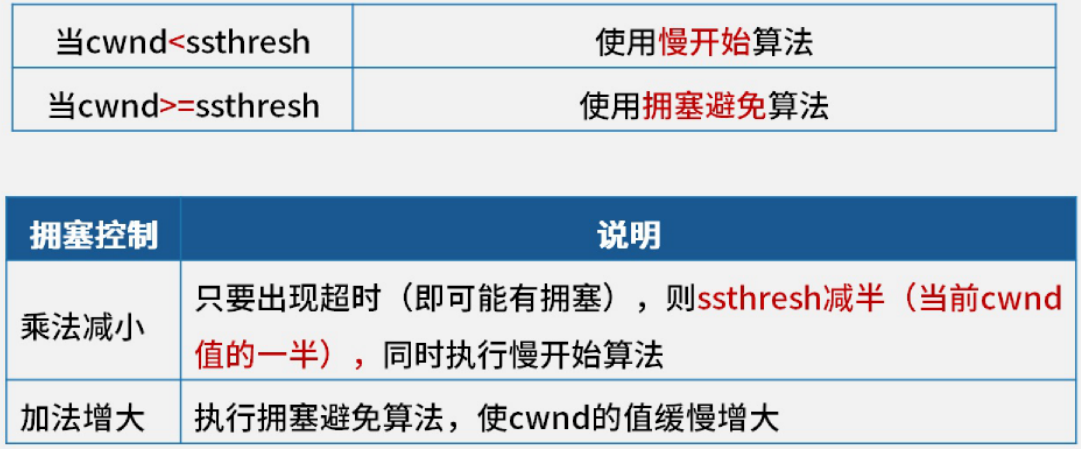 当cwnd<ssthresh 使用慢开始算法
当cwnd>=ssthresh 使用拥塞避免算法
拥塞控制 说明
乘法减小 只要出现超时（即可能有拥塞），则ssthresh减半（当前cwnd
值的一半），同时执行慢开始算法
加法增大 执行拥塞避免算法，使cwnd的值缓慢增大